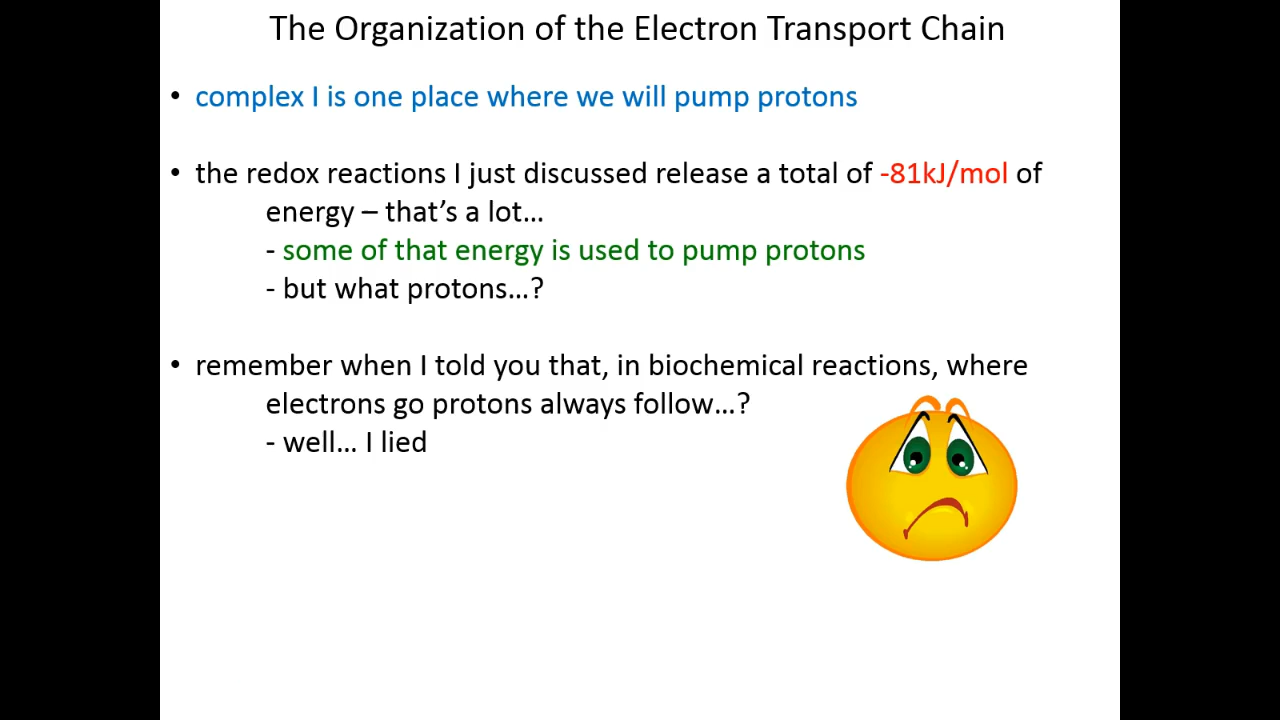 The Organization of the Electron Transport Chain
• complex I is one place where we will pump protons
• the redox reactions I just discussed release a total of -81kJ/mol of
energy – that's a lot…
- some of that energy is used to pump protons
- but what protons…?
• remember when I told you that, in biochemical reactions, where
electrons go protons always follow…?
- well… I lied